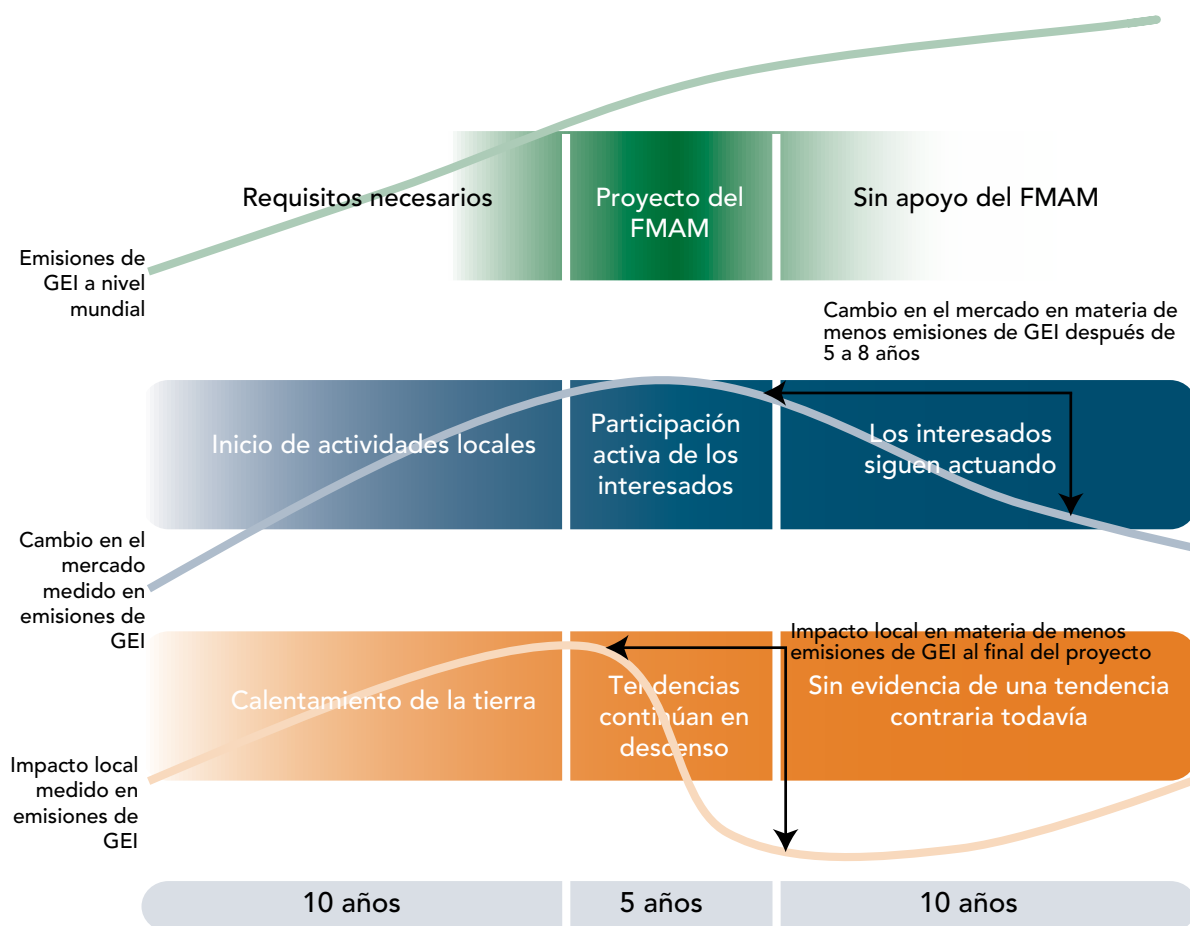 Requisitos necesarios
Proyecto del
FMAM
Sin apoyo del FMAM
Emisiones de
GEI a nivel
mundial
Cambio en el mercado en materia de
menos emisiones de GEI después de
5 a 8 años
Inicio de actividades locales
Participación
activa de los
interesados
Los interesados
siguen actuando
Cambio en el
mercado
medido en
emisiones de
GEI
Impacto local en materia de menos
emisiones de GEI al final del proyecto
Calentamiento de la tierra
Tendencias
continúan en
descenso
Sin evidencia de una tendencia
contraria todavía
Impacto local
medido en
emisiones de
GEI
10 años
5 años
10 años